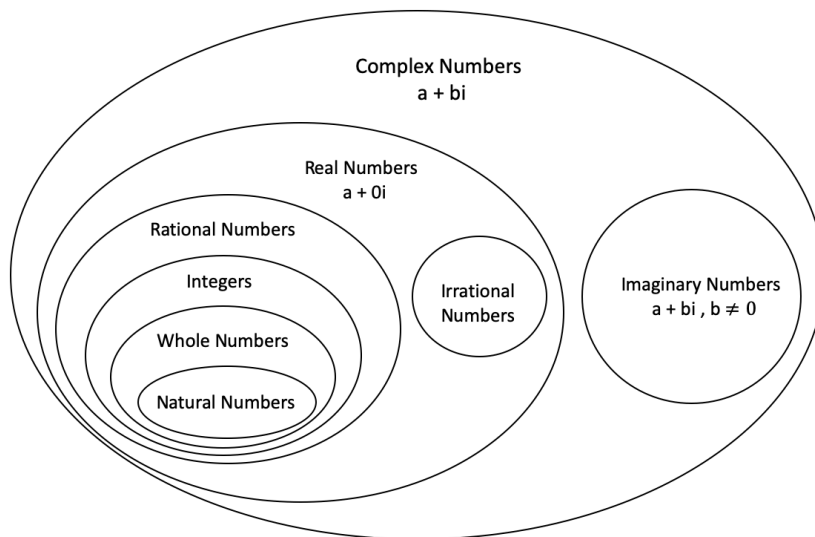 Complex Numbers
a + bi
Real Numbers
a + 0i
Rational Numbers
Integers
Whole Numbers
Natural Numbers
Irrational
Numbers
Imaginary Numbers
a + bi , b ≠ 0